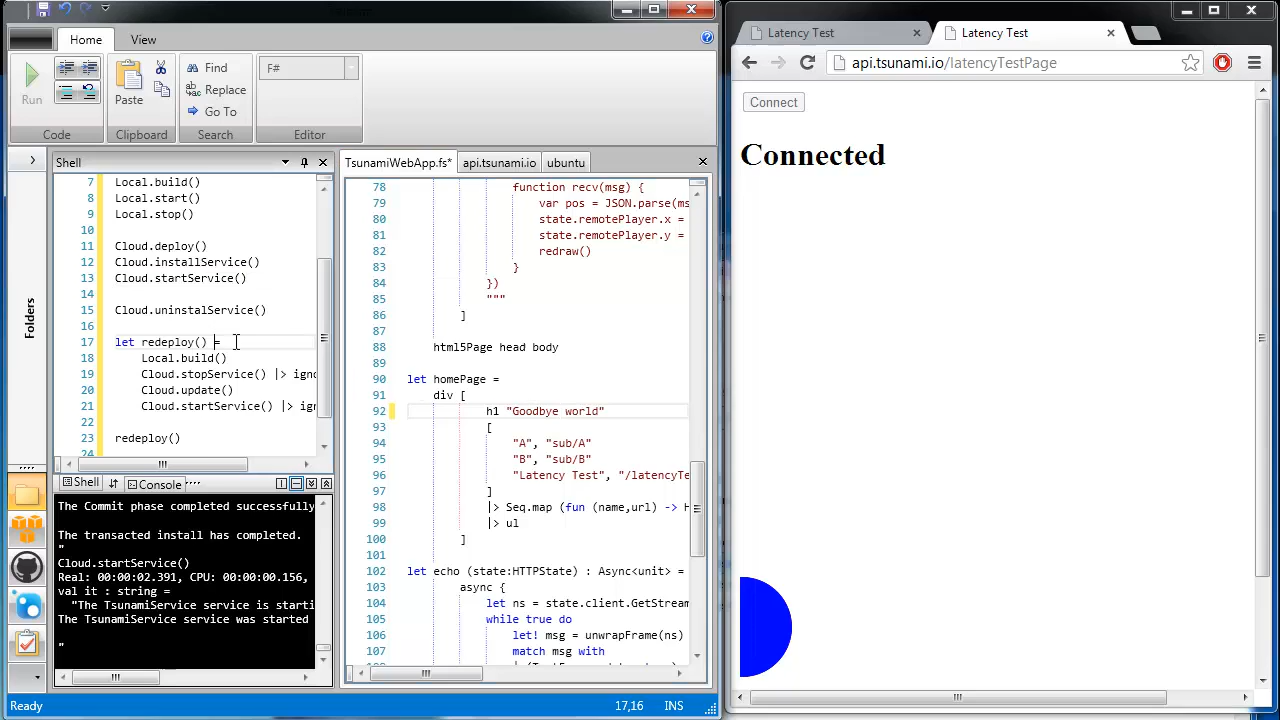 Home
View
Run
Paste
Find
Replace
Go To
F#
Code
Clipboard
Search
Editor
Folders
Shell
7 Local.build()
8 Local.start()
9 Local.stop()
10
11 Cloud.deploy()
12 Cloud.installService()
13 Cloud.startService()
14
15 Cloud.uninstalService()
16
17 let redeploy() =
18 Local.build()
19 Cloud.stopService() |> igno
20 Cloud.update()
21 Cloud.startService() |> ign
22
23 redeploy()
24
Shell
Console
The Commit phase completed successfully
The transacted install has completed.
"
Cloud.startService()
Real: 00:00:02.391, CPU: 00:00:00.156,
val it : string =
"The TsunamiService service is starti
The TsunamiService service was started
"
TsunamiWebApp.fs*
api.tsunami.io
ubuntu
78 function recv(msg) {
79 var pos = JSON.parse(ms
80 state.remotePlayer.x =
81 state.remotePlayer.y =
82 redraw()
83 }
84 })
85 """
86 ]
87
88 html5Page head body
89
90 let homePage =
91 div [
92 h1 "Goodbye world"
93 [
94 "A", "sub/A"
95 "B", "sub/B"
96 "Latency Test", "/latencyTe
97 ]
98 |> Seq.map (fun (name,url) -> H
99 |> ul
100 ]
101
102 let echo (state:HTTPState) : Async<unit> =
103 async {
104 let ns = state.client.GetStream
105 while true do
106 let! msg = unwrapFrame(ns)
107 match msg with
Ready
17,16
INS
Latency Test
Latency Test
api.tsunami.io/latencyTestPage
Connect
Connected